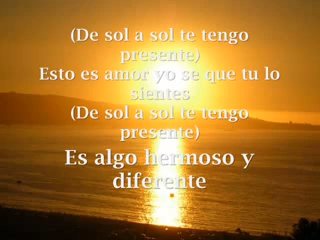 (De sol a sol te tengo
presente)
Esto es amor yo se que tu lo
sientes
(De sol a sol te tengo
presente)
Es algo hermoso y
diferente